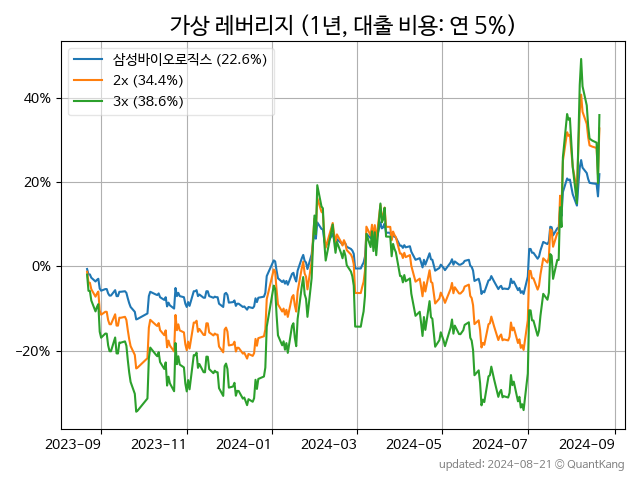 가상 레버리지 (1년, 대출 비용: 연 5%)
삼성바이오로직스 (22.6%)
2x (34.4%)
3x (38.6%)
40%
20%
0%
−20%
2023-09 2023-11 2024-01 2024-03 2024-05 2024-07 2024-09
updated: 2024-08-21 © QuantKang